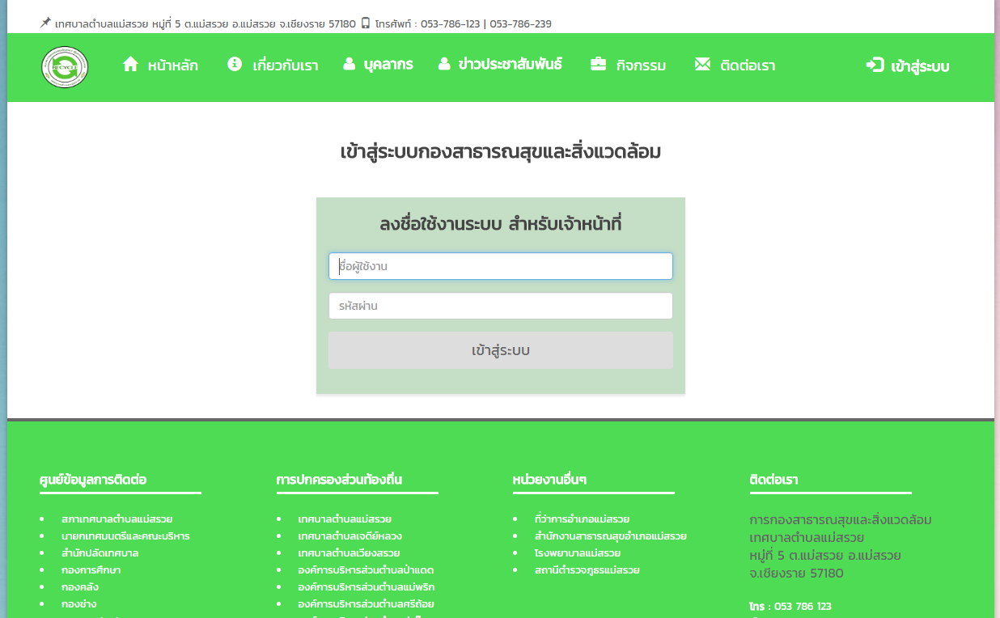 เทศบาลตำบลแม่สรวย หมู่ที่ 5 ต.แม่สรวย อ.แม่สรวย จ.เชียงราย 57180 โทรศัพท์ : 053-786-123 | 053-786-239
หน้าหลัก เกี่ยวกับเรา บุคลากร ข่าวประชาสัมพันธ์ กิจกรรม ติดต่อเรา เข้าสู่ระบบ
เข้าสู่ระบบกองสาธารณสุขและสิ่งแวดล้อม
ลงชื่อใช้งานระบบ สำหรับเจ้าหน้าที่
ชื่อผู้ใช้งาน
รหัสผ่าน
เข้าสู่ระบบ
ศูนย์ข้อมูลการติดต่อ
สภาเทศบาลตำบลแม่สรวย
นายกเทศมนตรีและคณะบริหาร
สำนักปลัดเทศบาล
กองการศึกษา
กองคลัง
กองช่าง
การปกครองส่วนท้องถิ่น
เทศบาลตำบลแม่สรวย
เทศบาลตำบลเจดีย์หลวง
เทศบาลตำบลเวียงสรวย
องค์การบริหารส่วนตำบลป่าแดด
องค์การบริหารส่วนตำบลแม่พริก
องค์การบริหารส่วนตำบลศรีถ้อย
หน่วยงานอื่นๆ
ที่ว่าการอำเภอแม่สรวย
สำนักงานสาธารณสุขอำเภอแม่สรวย
โรงพยาบาลแม่สรวย
สถานีตำรวจภูธรแม่สรวย
ติดต่อเรา
การกองสาธารณสุขและสิ่งแวดล้อม
เทศบาลตำบลแม่สรวย
หมู่ที่ 5 ต.แม่สรวย อ.แม่สรวย
จ.เชียงราย 57180
โทร : 053 786 123